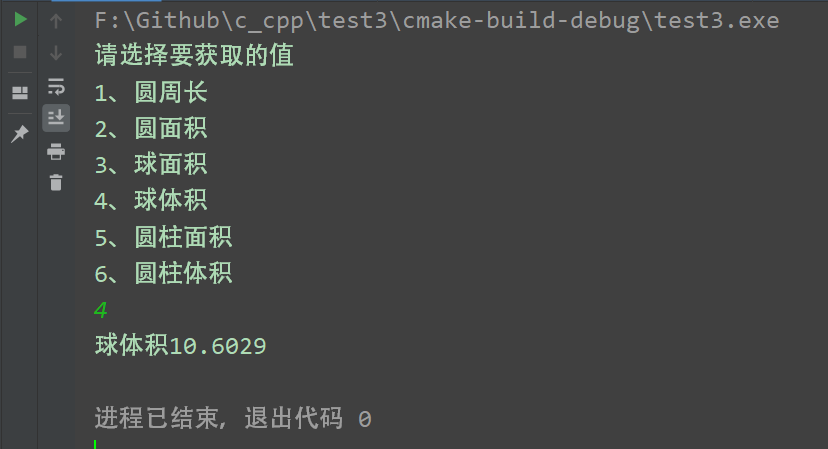 F:\Github\c_cpp\test3\cmake-build-debug\test3.exe
请选择要获取的值
1、圆周长
2、圆面积
3、球面积
4、球体积
5、圆柱面积
6、圆柱体积
4
球体积10.6029
进程已结束, 退出代码 0